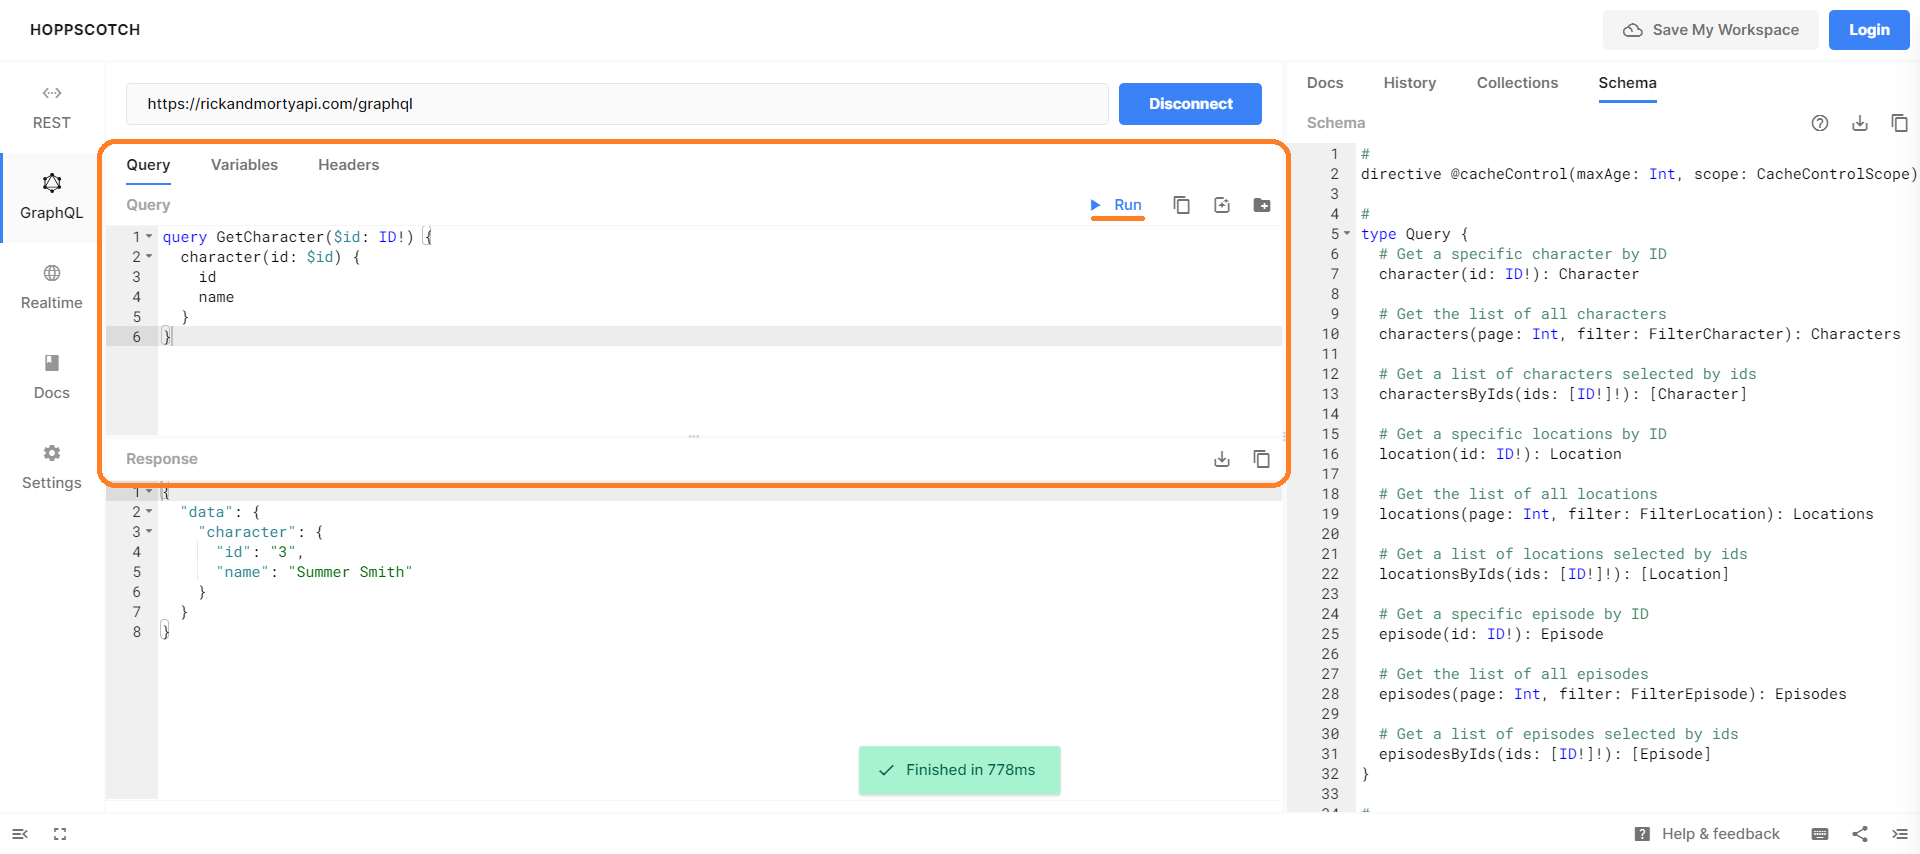 HOPPSCOTCH
Save My Workspace
Login
REST
GraphQL
Realtime
Docs
Settings
https://rickandmortyapi.com/graphql
Disconnect
Query Variables Headers
Query
Run
1 query GetCharacter($id: ID!) {
2 character(id: $id) {
3 id
4 name
5 }
6 }
Response
1 {
2 "data": {
3 "character": {
4 "id": "3",
5 "name": "Summer Smith"
6 }
7 }
8 }
Finished in 778ms
Docs History Collections Schema
Schema
1 #
2 directive @cacheControl(maxAge: Int, scope: CacheControlScope)
3
4 #
5 type Query {
6 # Get a specific character by ID
7 character(id: ID!): Character
8
9 # Get the list of all characters
10 characters(page: Int, filter: FilterCharacter): Characters
11
12 # Get a list of characters selected by ids
13 charactersByIds(ids: [ID!]!): [Character]
14
15 # Get a specific locations by ID
16 location(id: ID!): Location
17
18 # Get the list of all locations
19 locations(page: Int, filter: FilterLocation): Locations
20
21 # Get a list of locations selected by ids
22 locationsByIds(ids: [ID!]!): [Location]
23
24 # Get a specific episode by ID
25 episode(id: ID!): Episode
26
27 # Get the list of all episodes
28 episodes(page: Int, filter: FilterEpisode): Episodes
29
30 # Get a list of episodes selected by ids
31 episodesByIds(ids: [ID!]!): [Episode]
32 }
33
34 #
Help & feedback